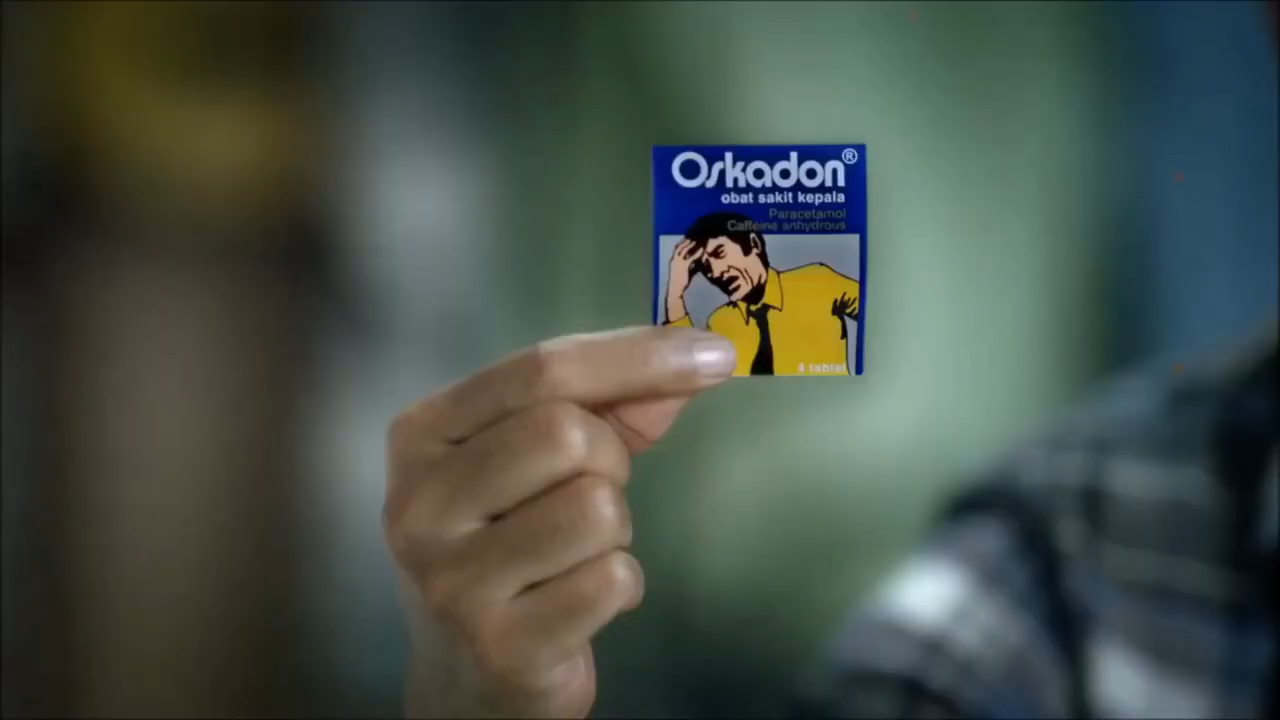 Oskadon®
obat sakit kepala
Paracetamol
Caffeine anhydrous
4 tablet